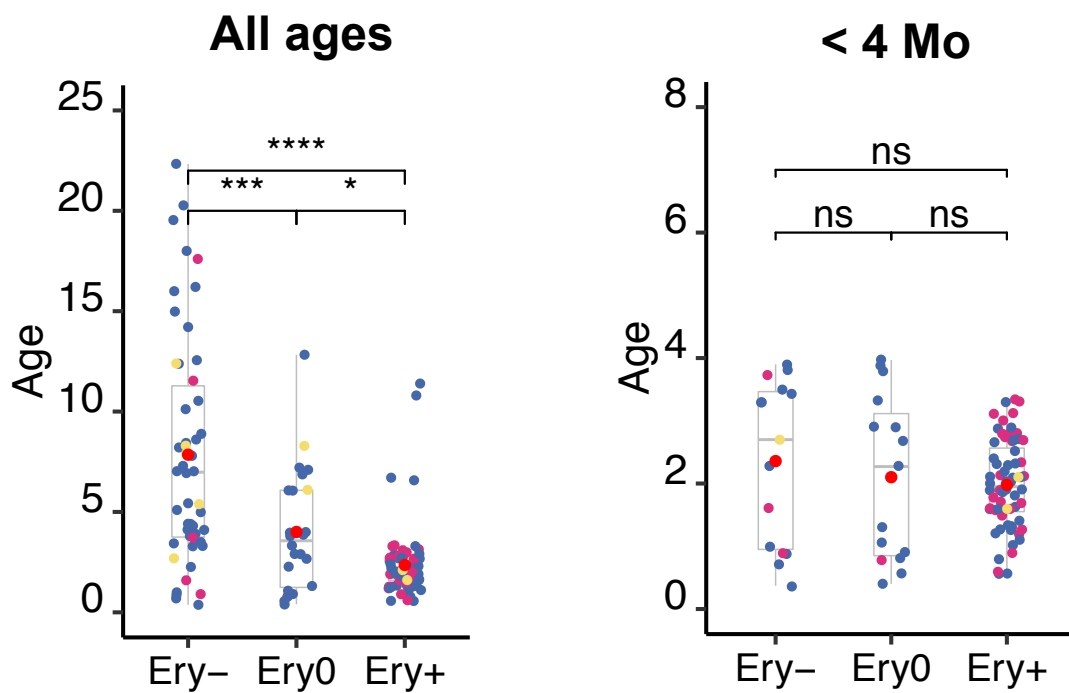 All ages
Age
25
20
15
10
5
0
****
***
*
Ery−
Ery0
Ery+
< 4 Mo
Age
8
6
4
2
0
ns
ns
ns
Ery−
Ery0
Ery+